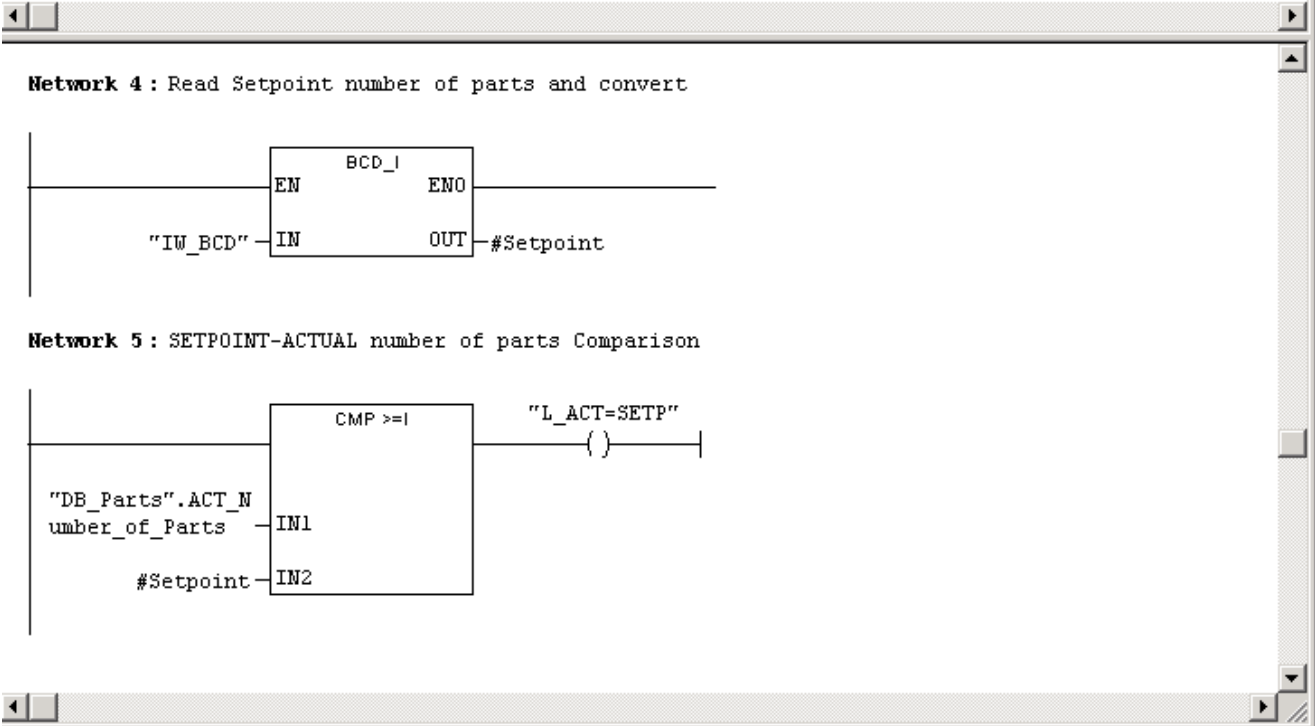 Network 4 : Read Setpoint number of parts and convert
BCD_I
EN ENO
"IW_BCD" IN OUT #Setpoint
Network 5 : SETPOINT-ACTUAL number of parts Comparison
CMP >=I "L_ACT=SETP"
( )
"DB_Parts".ACT_N
umber_of_Parts IN1
#Setpoint IN2